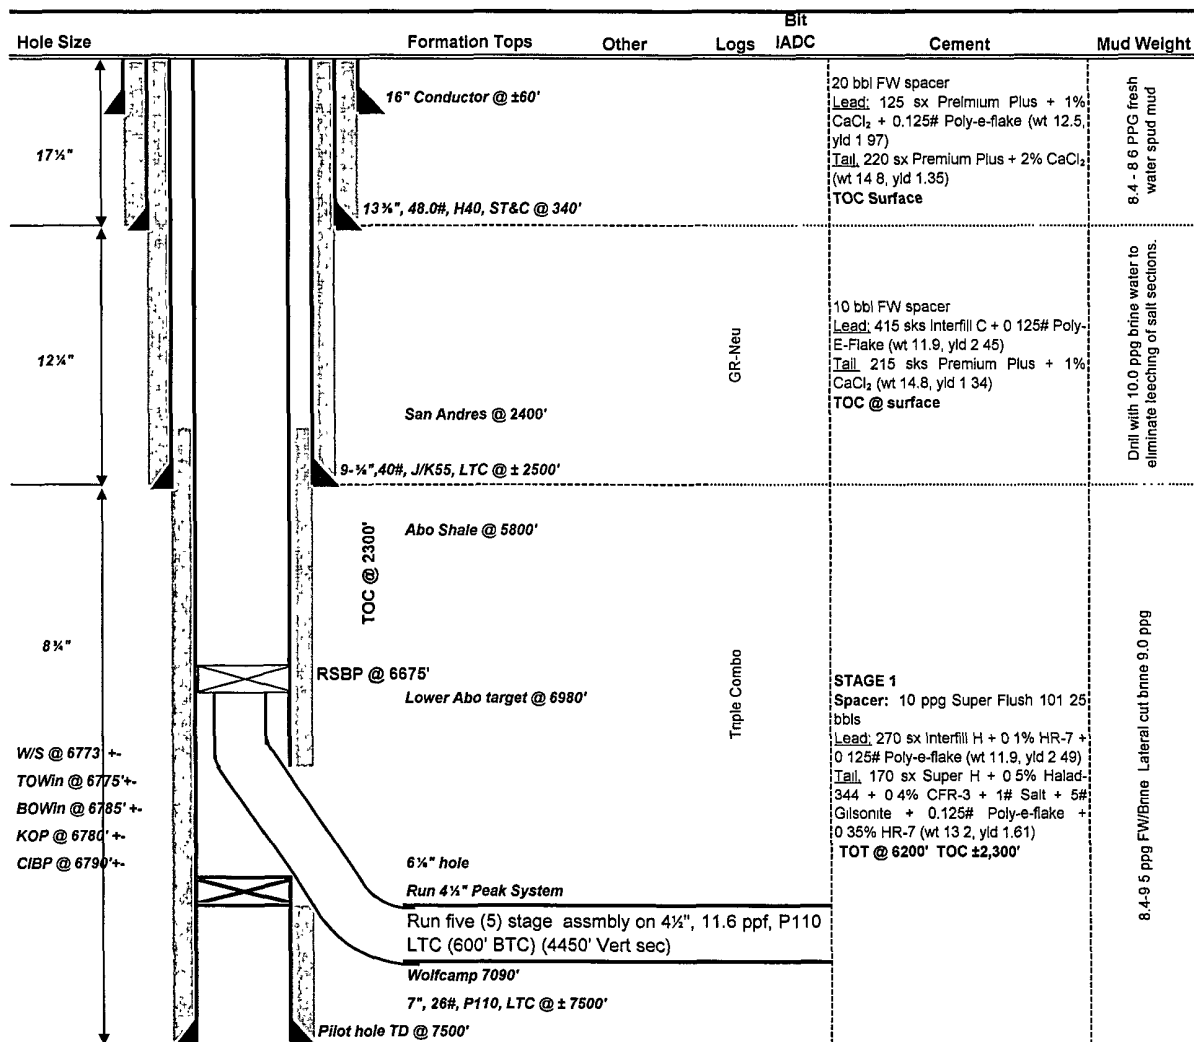 Hole Size Formation Tops Other Logs Bit IADC Cement Mud Weight
17½"
16" Conductor @ ±60'
13⅜", 48.0#, H40, ST&C @ 340'
20 bbl FW spacer
Lead: 125 sx Prelmium Plus + 1%
CaCl₂ + 0.125# Poly-e-flake (wt 12.5,
yld 1 97)
Tail, 220 sx Premium Plus + 2% CaCl₂
(wt 14 8, yld 1.35)
TOC Surface
8.4 - 8 6 PPG fresh
water spud mud
12¼"
San Andres @ 2400'
9-⅝",40#, J/K55, LTC @ ± 2500'
GR-Neu
10 bbl FW spacer
Lead: 415 sks Interfill C + 0 125# Poly-
E-Flake (wt 11.9, yld 2 45)
Tail 215 sks Premium Plus + 1%
CaCl₂ (wt 14.8, yld 1 34)
TOC @ surface
Drill with 10.0 ppg brine water to
eliminate leeching of salt sections.
8¾"
Abo Shale @ 5800'
TOC @ 2300'
RSBP @ 6675'
Lower Abo target @ 6980'
Triple Combo
STAGE 1
Spacer: 10 ppg Super Flush 101 25
bbls
Lead: 270 sx Interfill H + 0 1% HR-7 +
0 125# Poly-e-flake (wt 11.9, yld 2 49)
Tail, 170 sx Super H + 0 5% Halad-
344 + 0 4% CFR-3 + 1# Salt + 5#
Gilsonite + 0.125# Poly-e-flake +
0 35% HR-7 (wt 13 2, yld 1.61)
TOT @ 6200' TOC ±2,300'
8.4-9 5 ppg FW/Brine Lateral cut brine 9.0 ppg
W/S @ 6773 +-
TOWin @ 6775'+-
BOWin @ 6785' +-
KOP @ 6780' +-
CIBP @ 6790'+-
6⅛" hole
Run 4½" Peak System
Run five (5) stage assmbly on 4½", 11.6 ppf, P110
LTC (600' BTC) (4450' Vert sec)
Wolfcamp 7090'
7", 26#, P110, LTC @ ± 7500'
Pilot hole TD @ 7500'